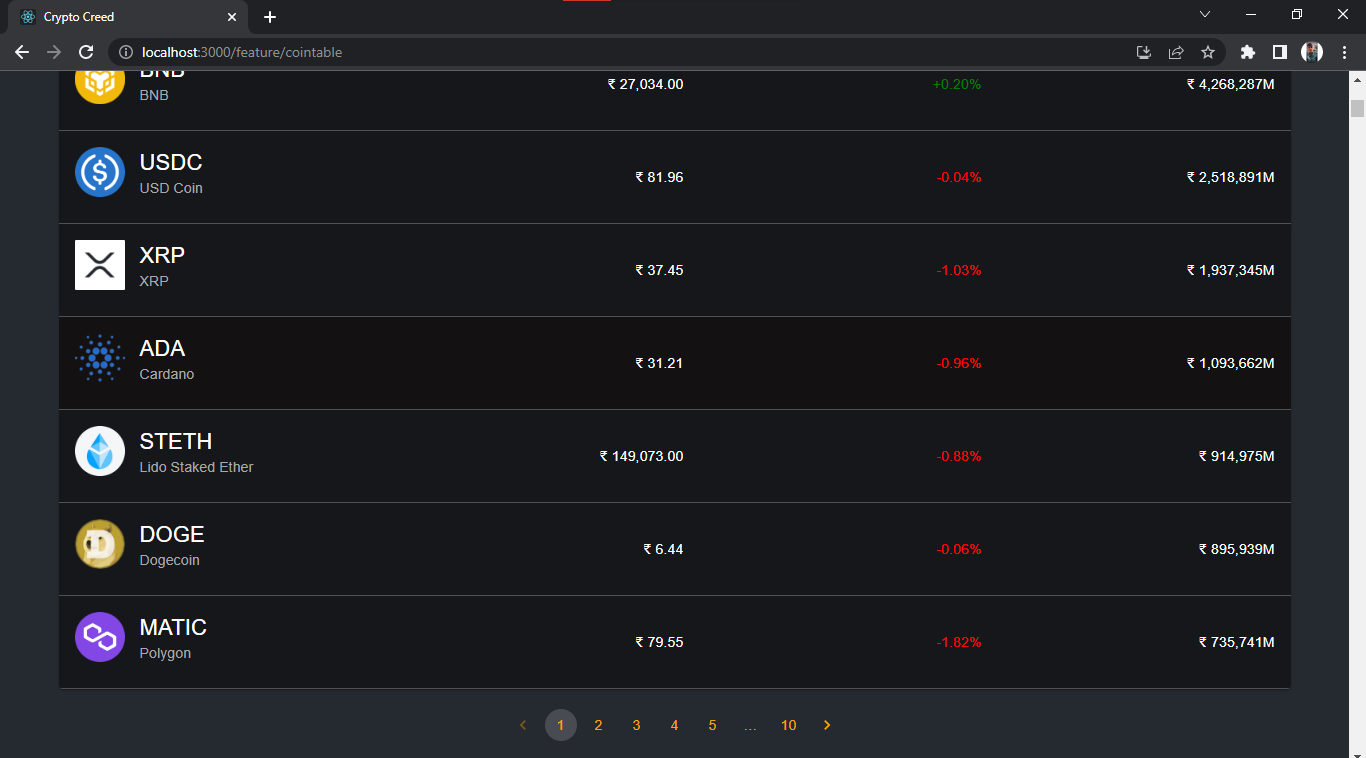 Crypto Creed
localhost:3000/feature/cointable
BNB
BNB
₹ 27,034.00
+0.20%
₹ 4,268,287M
USDC
USD Coin
₹ 81.96
-0.04%
₹ 2,518,891M
XRP
XRP
₹ 37.45
-1.03%
₹ 1,937,345M
ADA
Cardano
₹ 31.21
-0.96%
₹ 1,093,662M
STETH
Lido Staked Ether
₹ 149,073.00
-0.88%
₹ 914,975M
DOGE
Dogecoin
₹ 6.44
-0.06%
₹ 895,939M
MATIC
Polygon
₹ 79.55
-1.82%
₹ 735,741M
1 2 3 4 5 ... 10